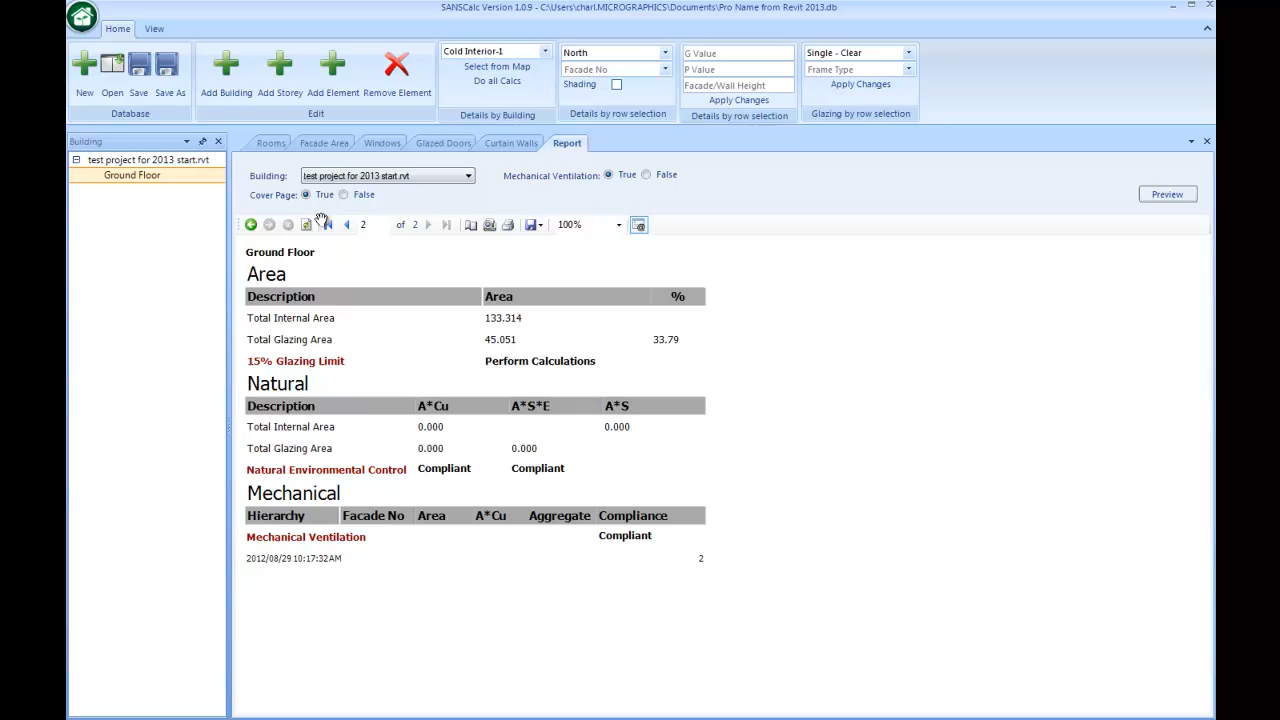 SANSCalc Version 1.0.9 - C:\Users\charl.MICROGRAPHICS\Documents\Pro Name from Revit 2013.db
Home View
New Open Save Save As
Database
Add Building Add Storey Add Element Remove Element
Edit
Cold Interior-1
Select from Map
Do all Calcs
Details by Building
North
Facade No
Shading
Details by row selection
G Value
P Value
Facade/Wall Height
Apply Changes
Details by row selection
Single - Clear
Frame Type
Apply Changes
Glazing by row selection
Building
test project for 2013 start.rvt
Ground Floor
Rooms Facade Area Windows Glazed Doors Curtain Walls Report
Building: test project for 2013 start.rvt Mechanical Ventilation: True False
Cover Page: True False
Preview
2 of 2 100%
Ground Floor
Area
Description Area %
Total Internal Area 133.314
Total Glazing Area 45.051 33.79
15% Glazing Limit Perform Calculations
Natural
Description A*Cu A*S*E A*S
Total Internal Area 0.000 0.000
Total Glazing Area 0.000 0.000
Natural Environmental Control Compliant Compliant
Mechanical
Hierarchy Facade No Area A*Cu Aggregate Compliance
Mechanical Ventilation Compliant
2012/08/29 10:17:32AM 2